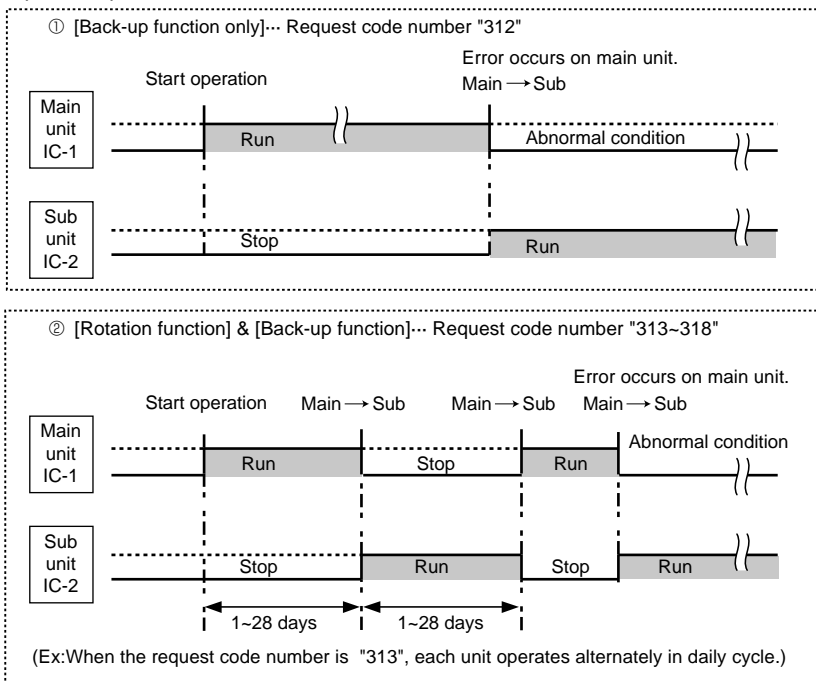 ① [Back-up function only]··· Request code number "312"
Error occurs on main unit.
Start operation
Main → Sub
Main
unit
IC-1
Run
Abnormal condition
Sub
unit
IC-2
Stop
Run
② [Rotation function] & [Back-up function]··· Request code number "313~318"
Error occurs on main unit.
Start operation Main → Sub Main → Sub Main → Sub
Main
unit
IC-1
Run Stop Run Abnormal condition
Sub
unit
IC-2
Stop Run Stop Run
1~28 days 1~28 days
(Ex:When the request code number is "313", each unit operates alternately in daily cycle.)